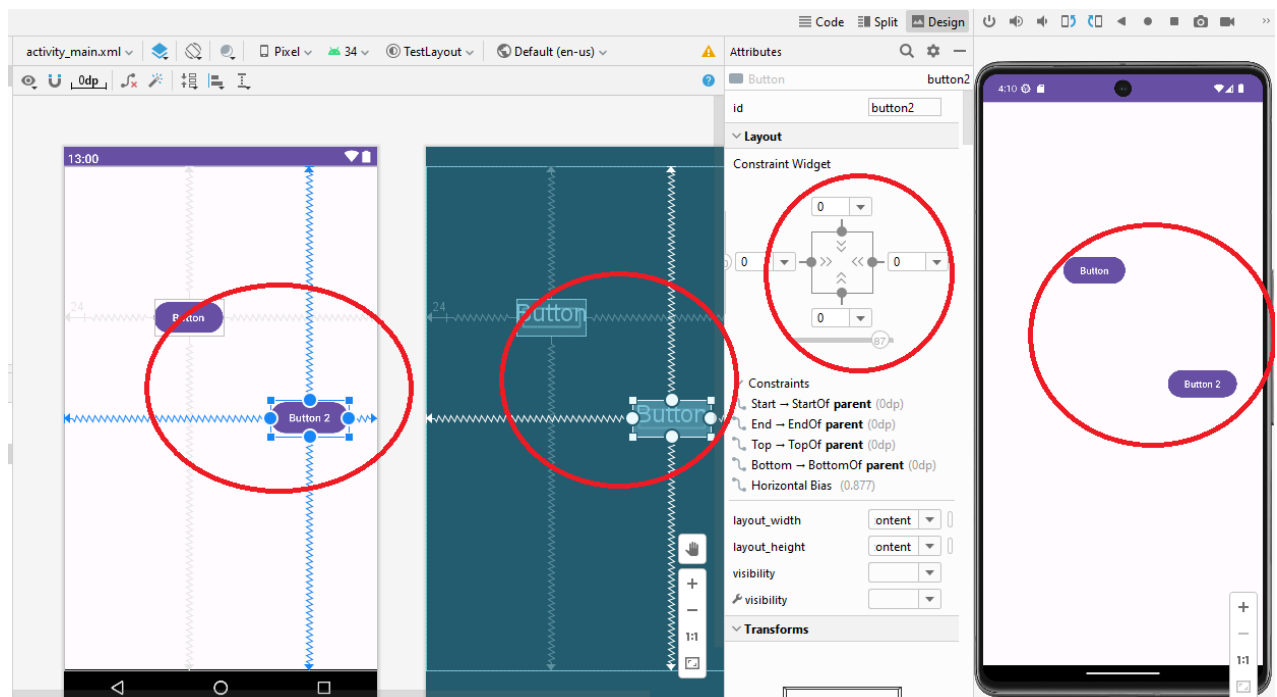 Code Split Design
activity_main.xml Pixel 34 TestLayout Default (en-us) Attributes
0dp Button button2
id button2
Layout
Constraint Widget
0
0 0
0
87
Constraints
Start → StartOf parent (0dp)
End → EndOf parent (0dp)
Top → TopOf parent (0dp)
Bottom → BottomOf parent (0dp)
Horizontal Bias (0.877)
layout_width ontent
layout_height ontent
visibility
visibility
Transforms
13:00
24
Button
Button 2
24
Button
Button
1:1
4:10
Button
Button 2
1:1